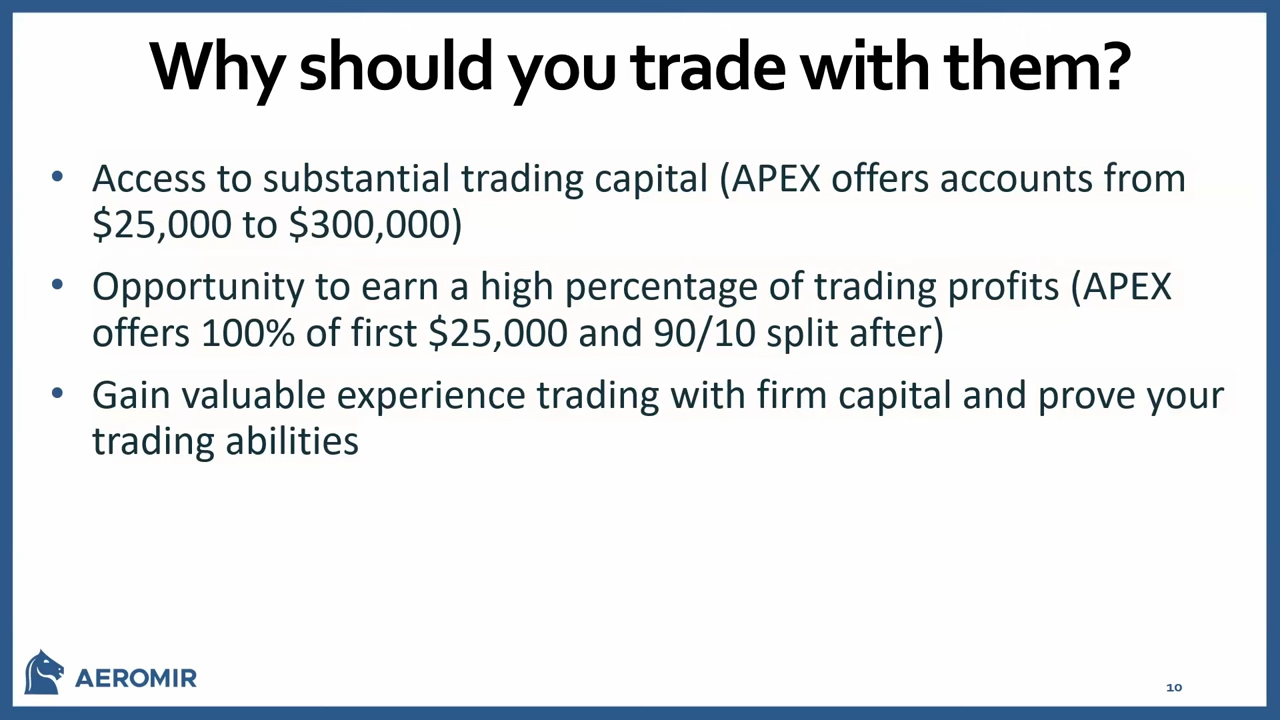 Why should you trade with them?
• Access to substantial trading capital (APEX offers accounts from
$25,000 to $300,000)
• Opportunity to earn a high percentage of trading profits (APEX
offers 100% of first $25,000 and 90/10 split after)
• Gain valuable experience trading with firm capital and prove your
trading abilities
AEROMIR
10